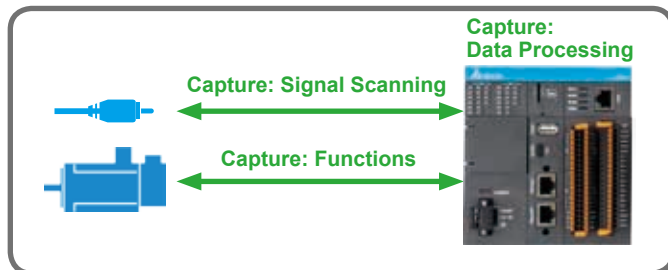 Capture:
Data Processing
Capture: Signal Scanning
Capture: Functions